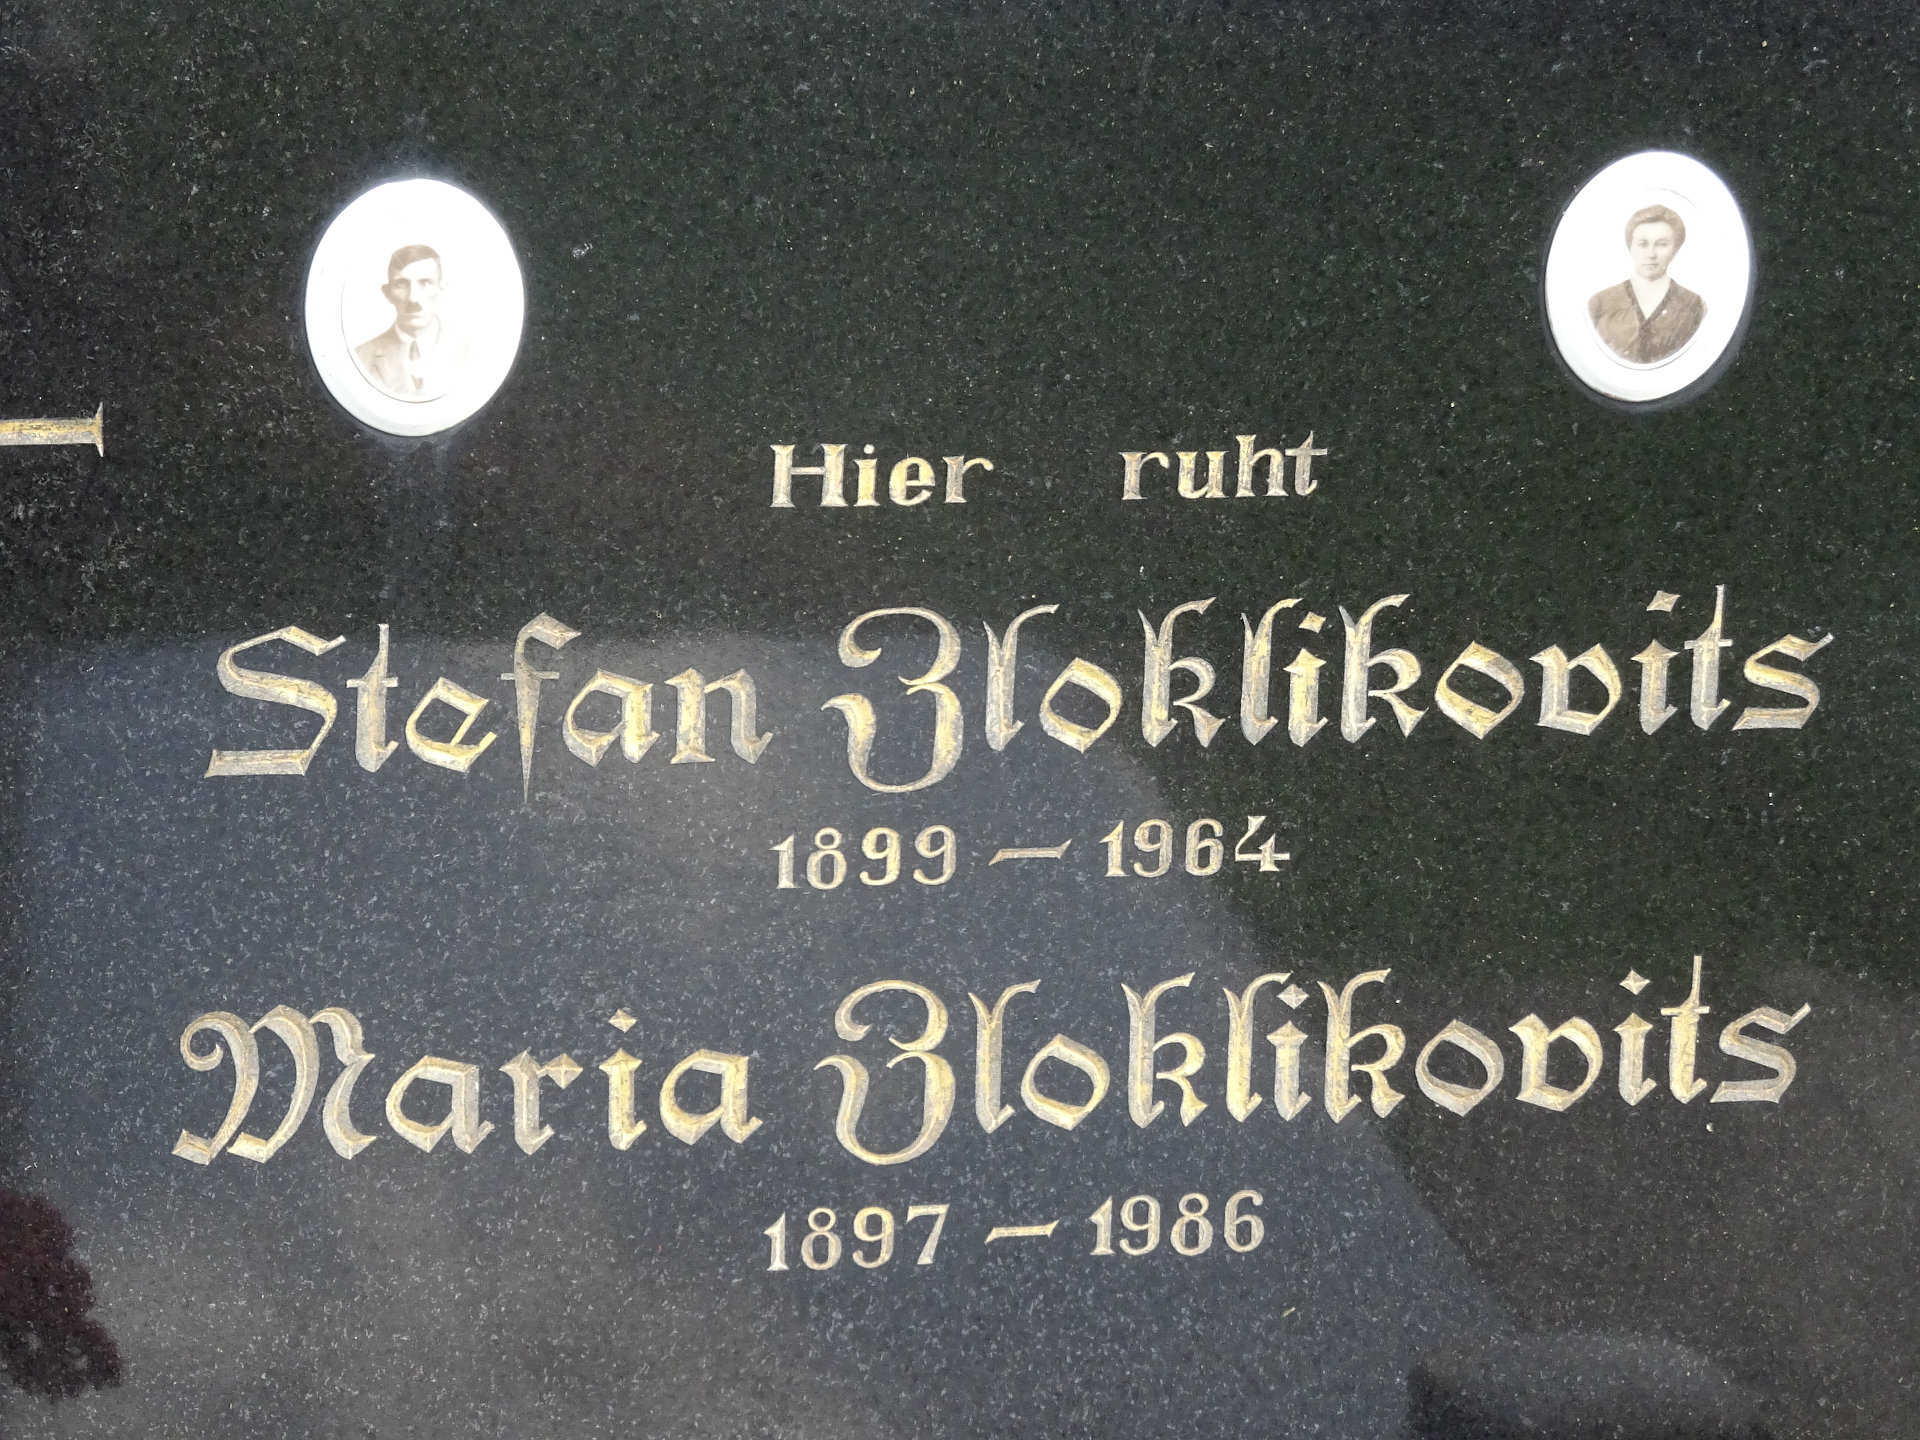 Hier ruht
Stefan Zloklikovits
1899 – 1964
Maria Zloklikovits
1897 – 1986